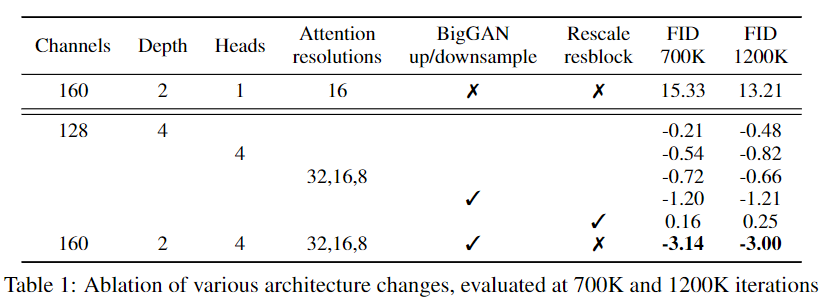 Channels Depth Heads Attention resolutions BigGAN up/downsample Rescale resblock FID 700K FID 1200K
160 2 1 16 ✗ ✗ 15.33 13.21
128 4 -0.21 -0.48
4 -0.54 -0.82
32,16,8 -0.72 -0.66
✓ -1.20 -1.21
✓ 0.16 0.25
160 2 4 32,16,8 ✓ ✗ -3.14 -3.00
Table 1: Ablation of various architecture changes, evaluated at 700K and 1200K iterations